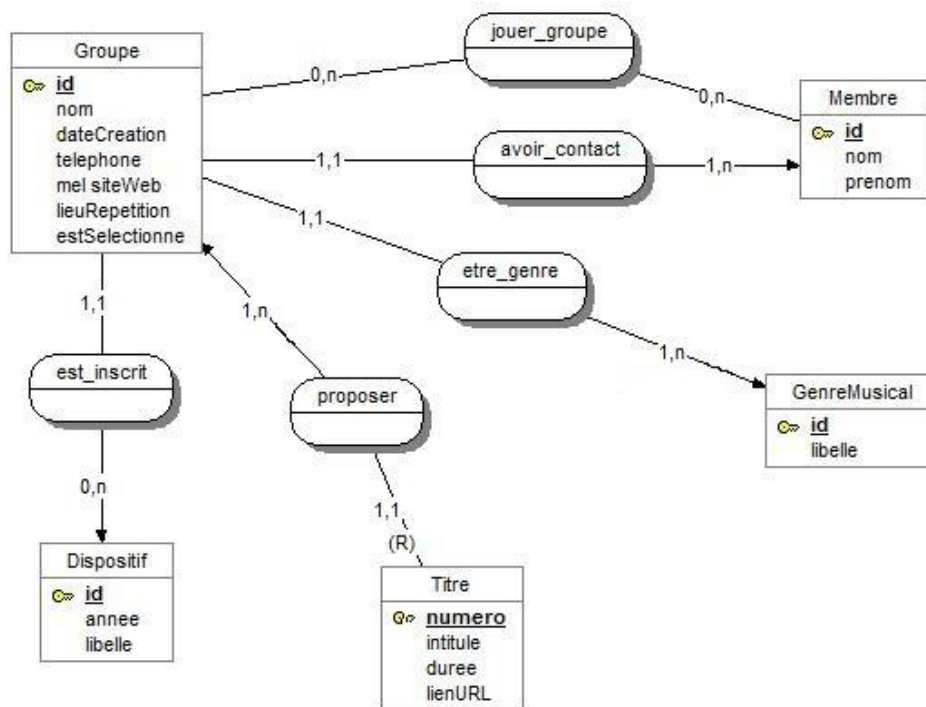 jouer_groupe
Groupe
id
nom
dateCreation
telephone
mel siteWeb
lieuRepetition
estSelectionne
0,n
0,n
Membre
id
nom
prenom
avoir_contact
1,1
1,n
1,1
etre_genre
1,n
GenreMusical
id
libelle
1,1
est_inscrit
0,n
1,n
proposer
1,1
(R)
Dispositif
id
annee
libelle
Titre
numero
intitule
duree
lienURL